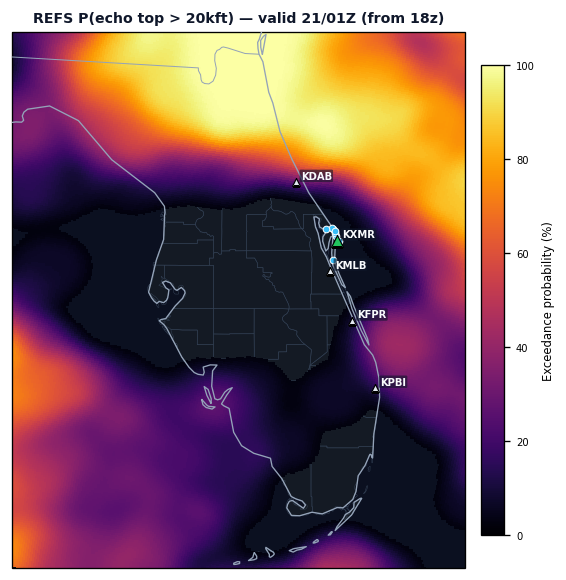 REFS P(echo top > 20kft) — valid 21/01Z (from 18z)
KDAB
KXMR
KMLB
KFPR
KPBI
100
80
60
40
20
0
Exceedance probability (%)